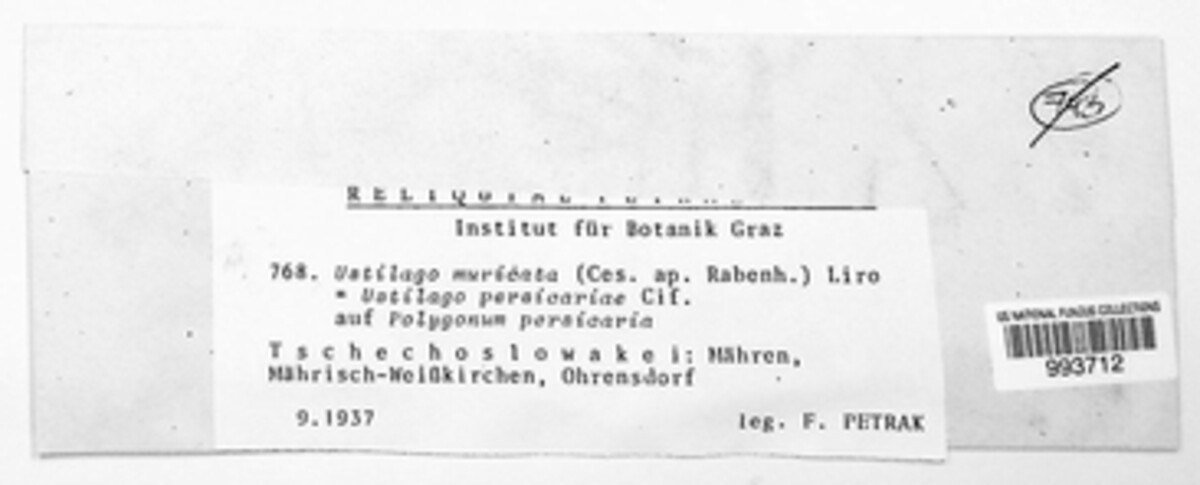 Institut für Botanik Graz
768. Ustilago muricata (Ces. ap. Rabenh.) Liro
= Ustilago persicariae Cif.
auf Polygonum persicaria
Tschechoslowakei: Mähren,
Mährisch-Weißkirchen, Ohrensdorf
9.1937 leg. F. PETRAK
US NATIONAL FUNGUS COLLECTIONS
993712